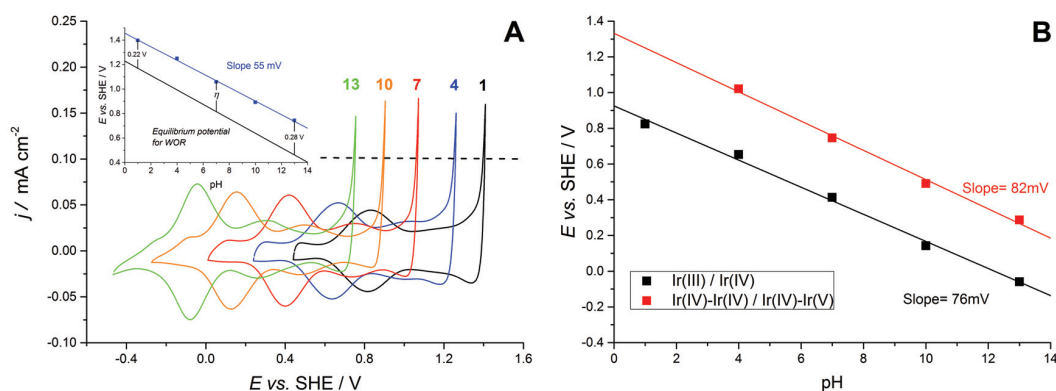 A
0.25
0.20
0.15
0.10
0.05
0.00
-0.05
-0.10
j / mA cm⁻²
-0.4
0.0
0.4
0.8
1.2
1.6
E vs. SHE / V
13
10
7
4
1
1.6
1.4
1.2
1.0
0.8
0.6
0.4
E vs. SHE / V
0.22 V
Slope 55 mV
η
0.28 V
Equilibrium potential
for WOR
0
2
4
6
8
10
12
14
pH
B
1.4
1.2
1.0
0.8
0.6
0.4
0.2
0.0
-0.2
-0.4
E vs. SHE / V
Slope= 82mV
Ir(III) / Ir(IV)
Ir(IV)-Ir(IV) / Ir(IV)-Ir(V)
Slope= 76mV
0
2
4
6
8
10
12
14
pH